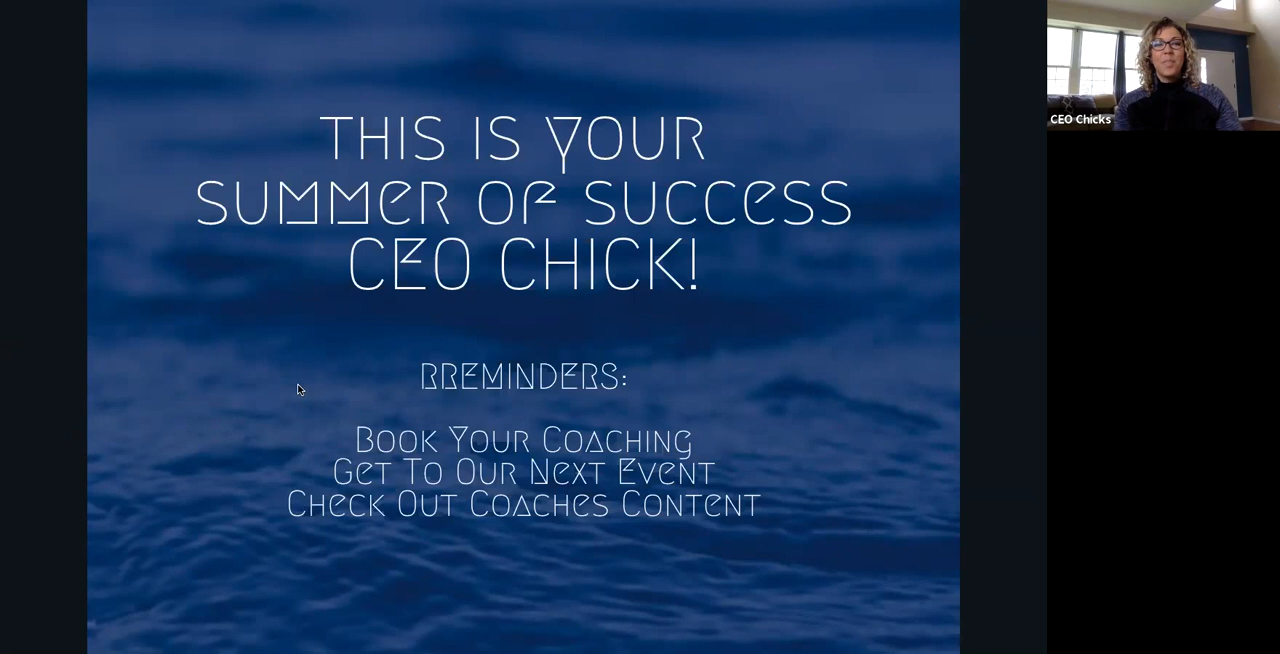 THIS IS YOUR
SUMMER OF SUCCESS
CEO CHICK!
RREMINDERS:
Book Your Coaching
Get To Our Next Event
Check Out Coaches Content
CEO Chicks